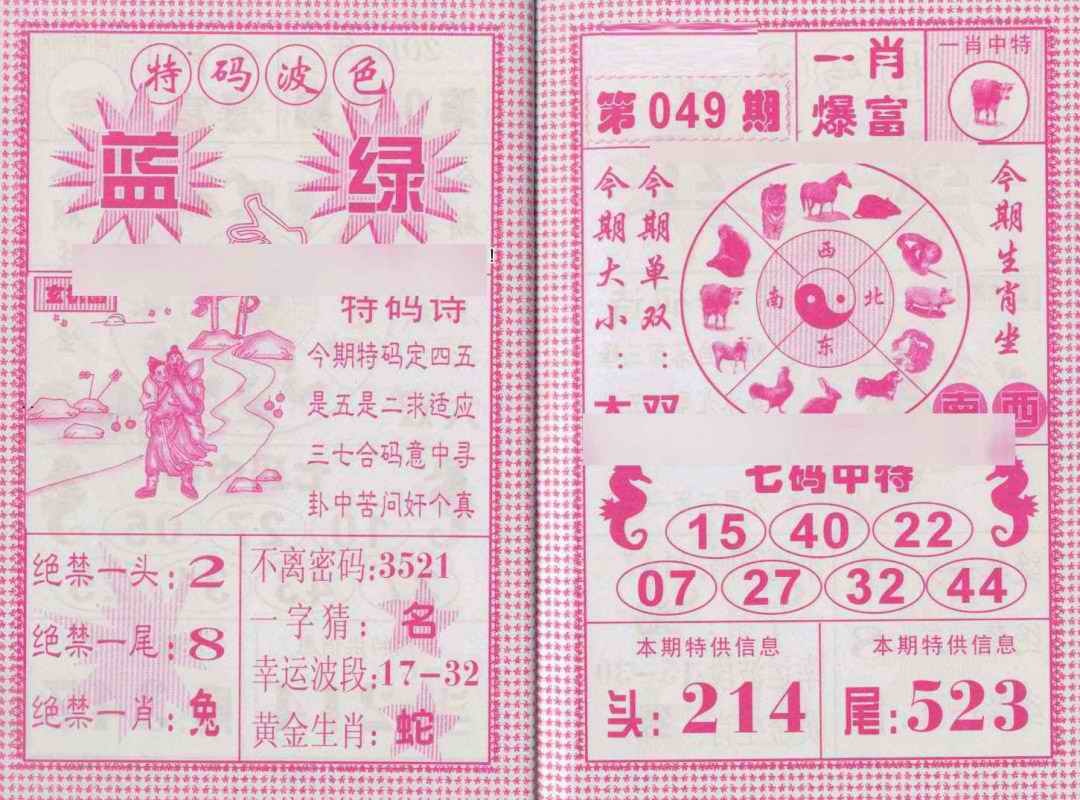 特码波色
蓝 绿
!
玄机图
特码诗
今期特码定四五
是五是二求适应
三七合码意中寻
卦中苦问奸个真
绝禁一头:2
绝禁一尾:8
绝禁一肖:兔
不离密码:3521
一字猜:名
幸运波段:17-32
黄金生肖:蛇
第049期
一肖
爆富
一肖中特
今期大小:大
今期单双:双
西
南 北
东
今期生肖坐
南西
七码中特
15 40 22
07 27 32 44
本期特供信息
头:214
本期特供信息
尾:523